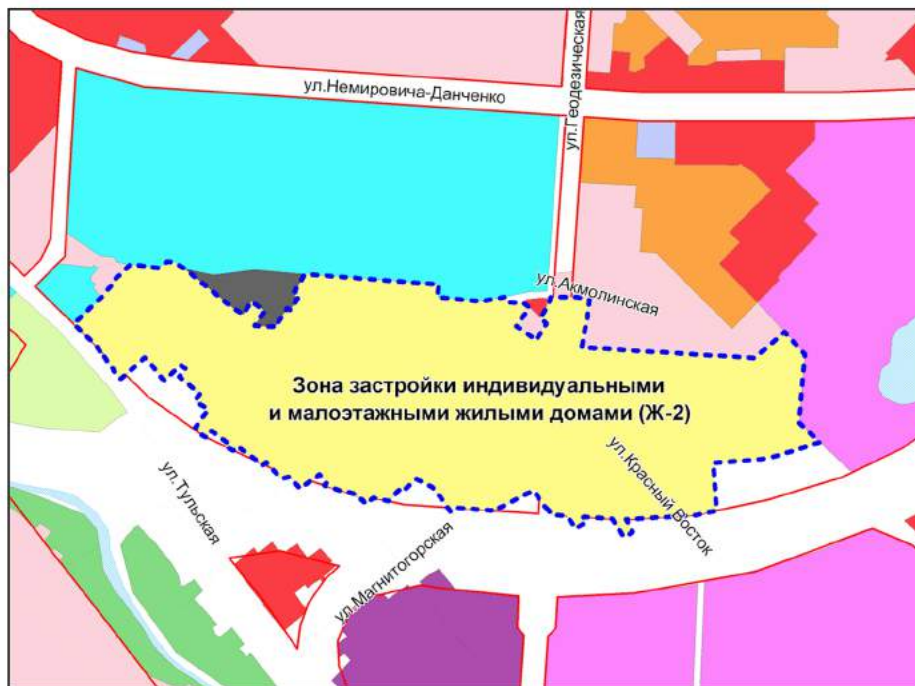 ул.Немировича-Данченко
ул.Геодезическая
ул.Акмолинская
Зона застройки индивидуальными
и малоэтажными жилыми домами (Ж-2)
ул.Красный Восток
ул.Тульская
ул.Магнитогорская